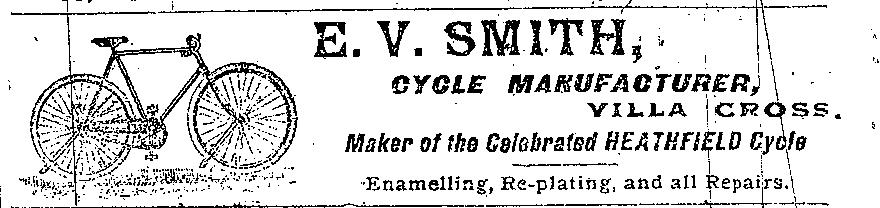 E. V. SMITH,
CYCLE MANUFACTURER,
VILLA CROSS.
Maker of the Celebrated HEATHFIELD Cycle
Enamelling, Re-plating, and all Repairs.